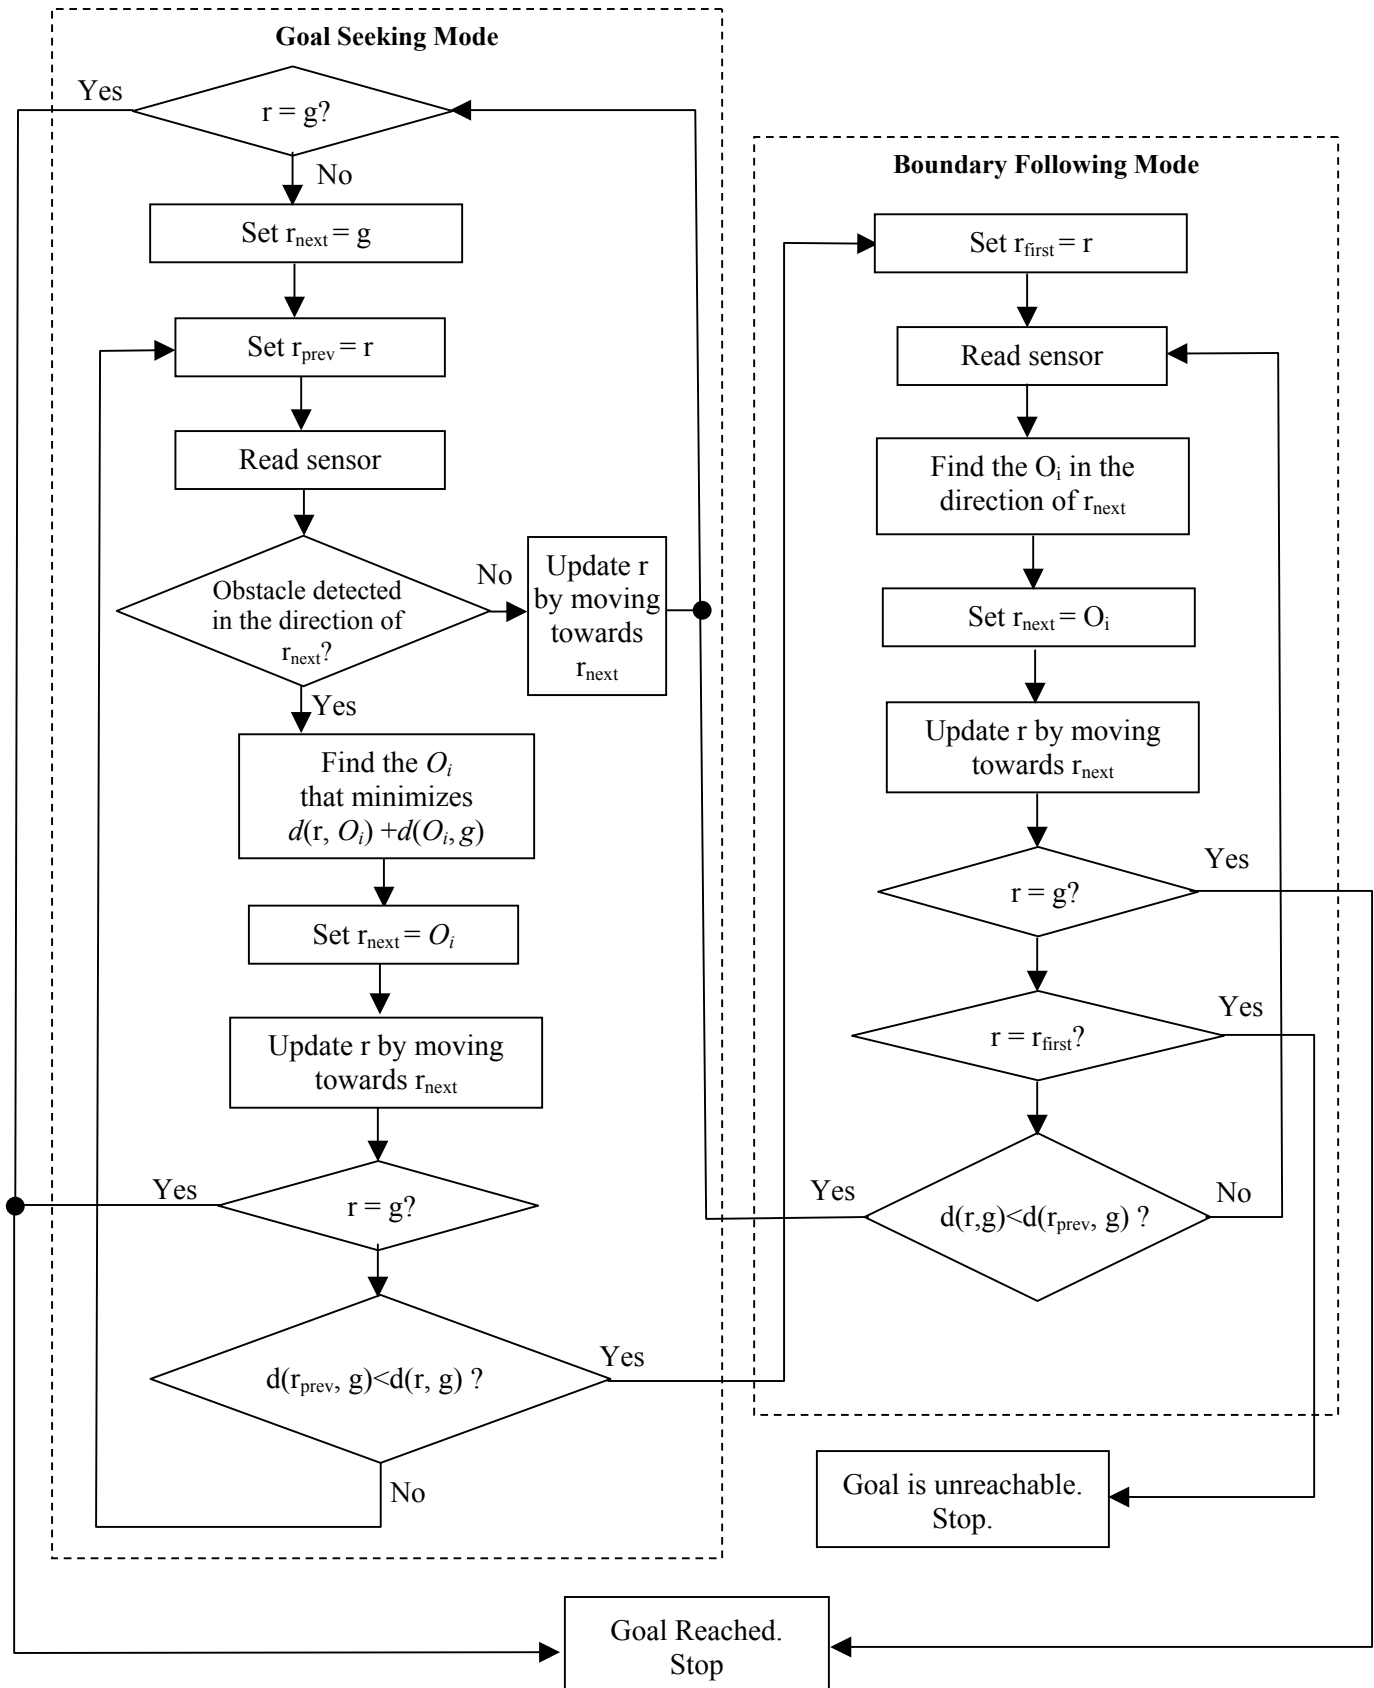 Goal Seeking Mode
Yes
r = g?
No
Set rnext = g
Set rprev = r
Read sensor
Obstacle detected
in the direction of
rnext?
No
Update r
by moving
towards
rnext
Yes
Find the Oi
that minimizes
d(r, Oi) +d(Oi, g)
Set rnext = Oi
Update r by moving
towards rnext
Yes
r = g?
d(rprev, g)<d(r, g) ?
Yes
No
Boundary Following Mode
Set rfirst = r
Read sensor
Find the Oi in the
direction of rnext
Set rnext = Oi
Update r by moving
towards rnext
Yes
r = g?
Yes
r = rfirst?
Yes
d(r,g)<d(rprev, g) ?
No
Goal is unreachable.
Stop.
Goal Reached.
Stop